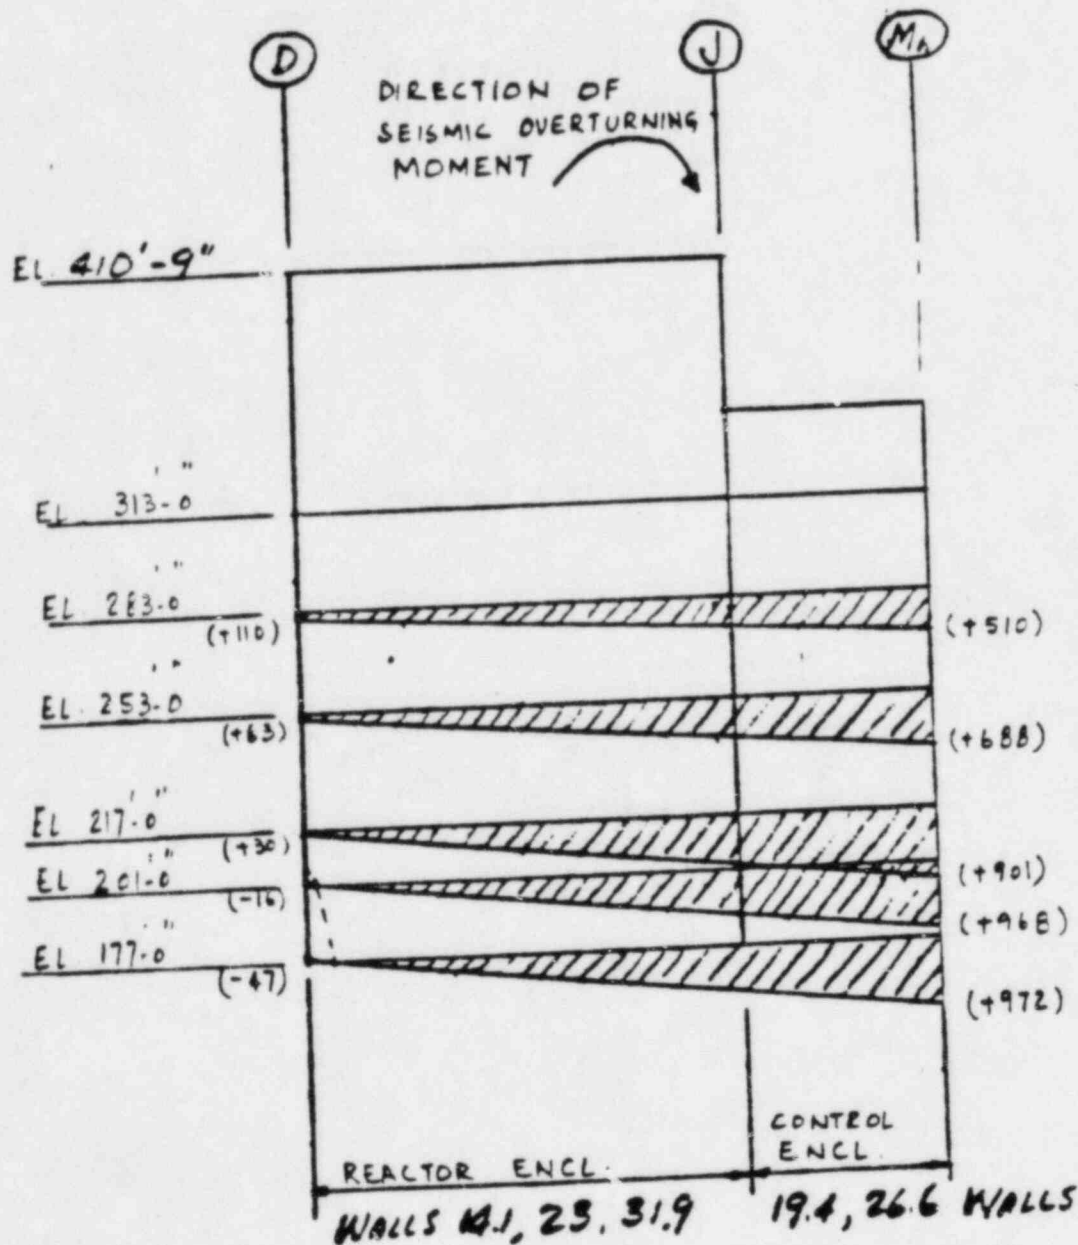 D
J
DIRECTION OF
SEISMIC OVERTURNING
MOMENT
EL. 410'-9"
EL 313'-0"
EL 283'-0"
(+110)
(+510)
EL. 253'-0"
(+63)
(+688)
EL 217'-0"
(+30)
(+901)
EL 201'-0"
(-16)
(+968)
EL 177'-0"
(-47)
(+972)
CONTROL
ENCL.
REACTOR ENCL.
WALLS 14.1, 23, 31.9
19.4, 26.6 WALLS